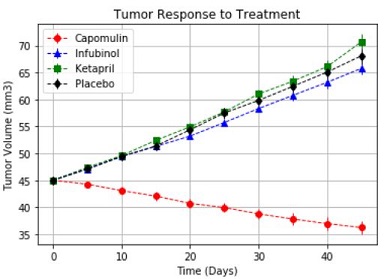 Tumor Response to Treatment
Capomulin
Infubinol
Ketapril
Placebo
Tumor Volume (mm3)
70
65
60
55
50
45
40
35
0 10 20 30 40
Time (Days)